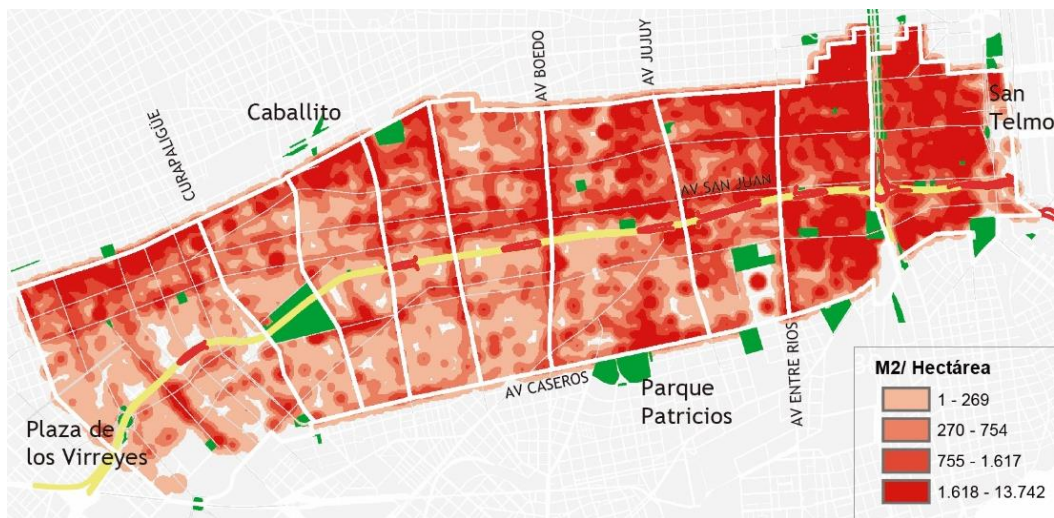 AV BOEDO
AV JUJUY
Caballito
CURAPALIGÜE
San
Telmo
AV SAN JUAN
AV CASEROS
Parque
Patricios
AV ENTRE RIOS
Plaza de
los Virreyes
M2/ Hectárea
1 - 269
270 - 754
755 - 1.617
1.618 - 13.742